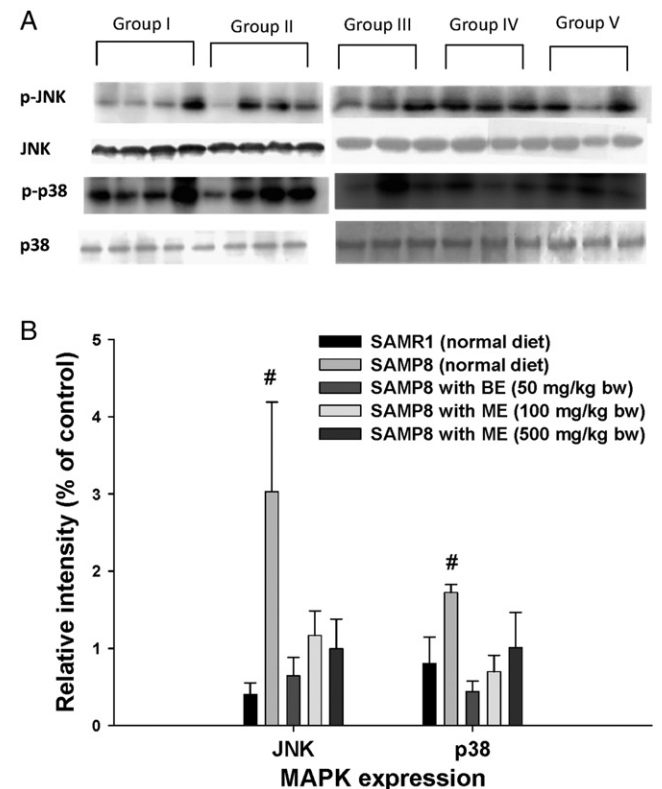 A
Group I Group II Group III Group IV Group V
p-JNK
JNK
p-p38
p38
B
Relative intensity (% of control)
5
4
3
2
1
0
SAMR1 (normal diet)
SAMP8 (normal diet)
SAMP8 with BE (50 mg/kg bw)
SAMP8 with ME (100 mg/kg bw)
SAMP8 with ME (500 mg/kg bw)
#
#
JNK p38
MAPK expression